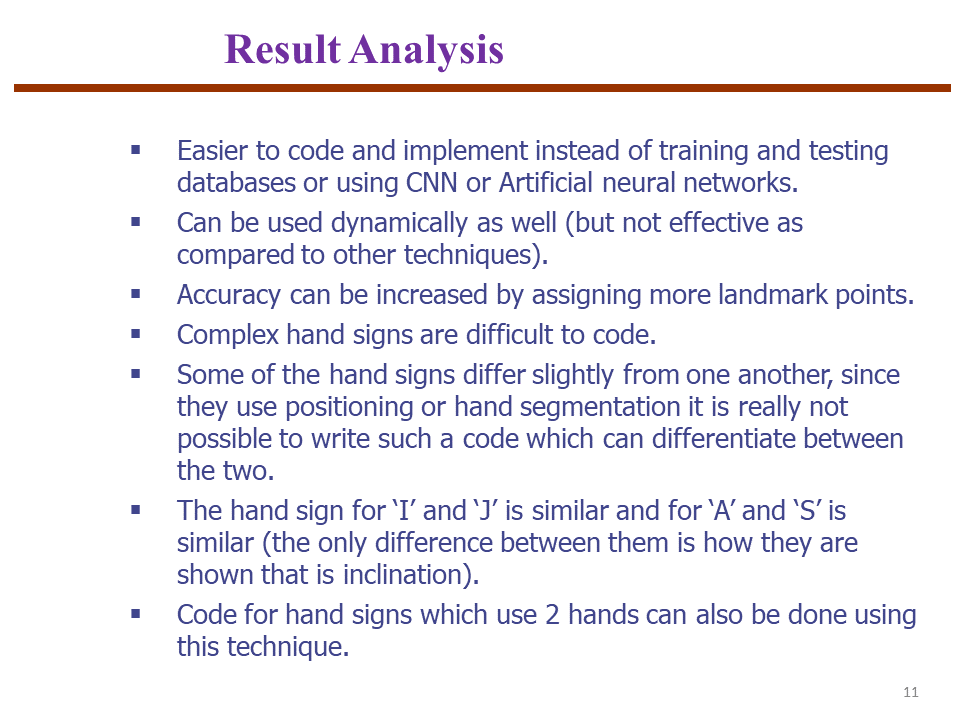 Result Analysis
▪ Easier to code and implement instead of training and testing
databases or using CNN or Artificial neural networks.
▪ Can be used dynamically as well (but not effective as
compared to other techniques).
▪ Accuracy can be increased by assigning more landmark points.
▪ Complex hand signs are difficult to code.
▪ Some of the hand signs differ slightly from one another, since
they use positioning or hand segmentation it is really not
possible to write such a code which can differentiate between
the two.
▪ The hand sign for ‘I’ and ‘J’ is similar and for ‘A’ and ‘S’ is
similar (the only difference between them is how they are
shown that is inclination).
▪ Code for hand signs which use 2 hands can also be done using
this technique.
11